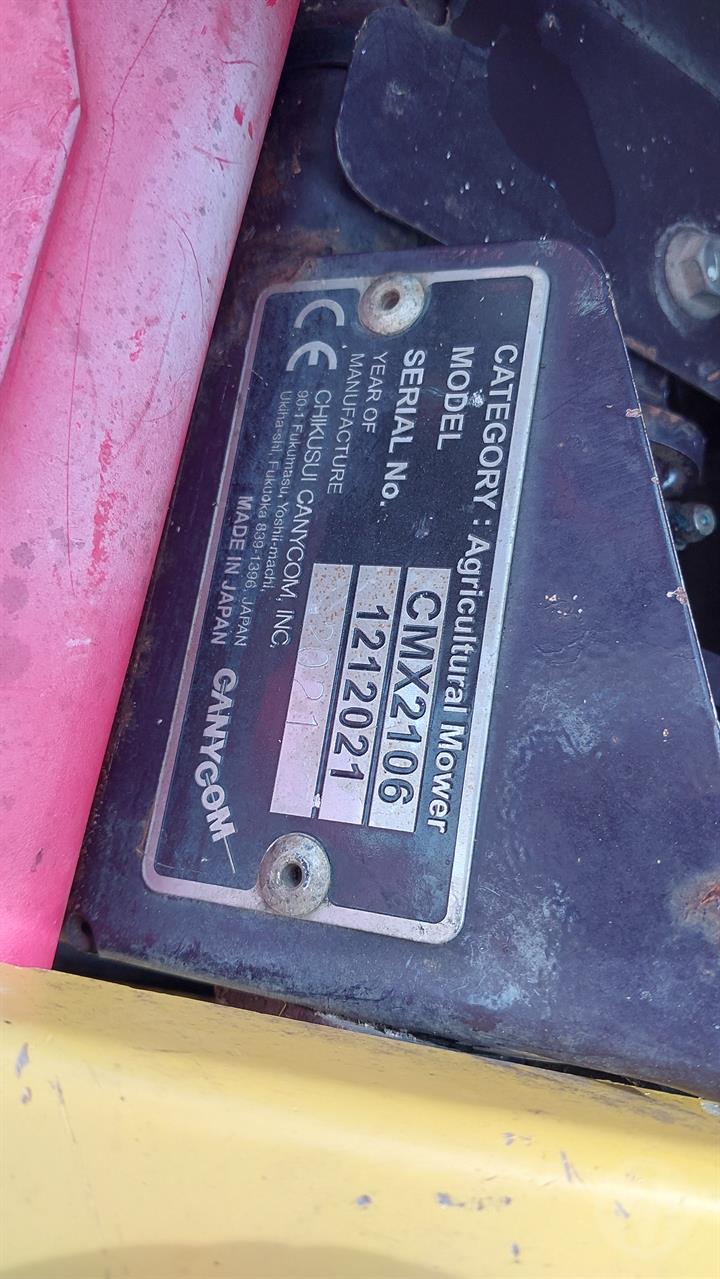 CATEGORY : Agricultural Mower
MODEL CMX2106
SERIAL No. 1212021
YEAR OF
MANUFACTURE 2021
CE CHIKUSUI CANYCOM, INC.
90-1 Fukumasu, Yoshii-machi,
Ukiha-shi, Fukuoka 839-1396, JAPAN
MADE IN JAPAN CANYCOM